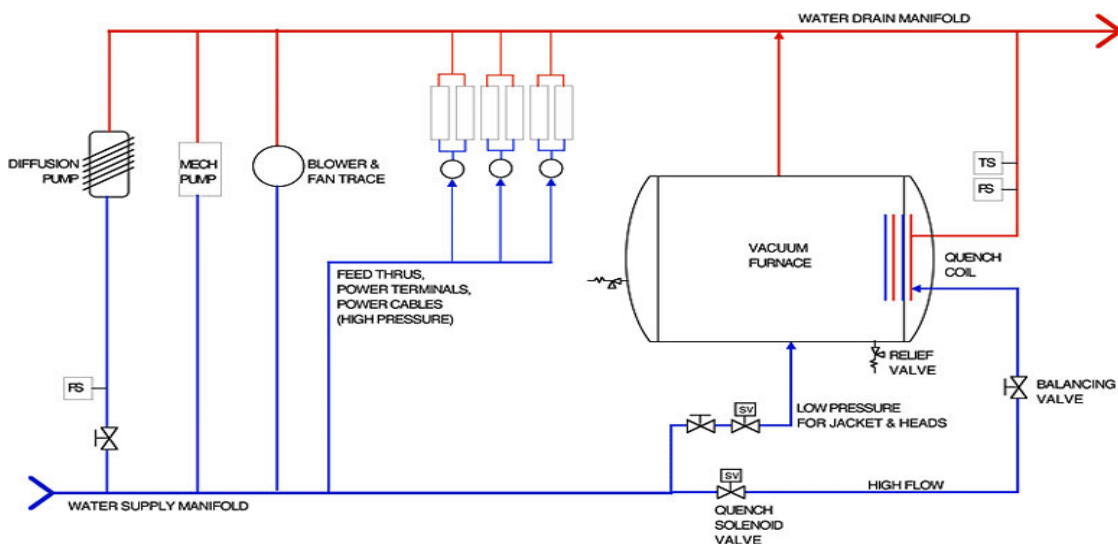 WATER DRAIN MANIFOLD
DIFFUSION
PUMP
MECH
PUMP
BLOWER &
FAN TRACE
TS
FS
VACUUM
FURNACE
QUENCH
COIL
FEED THRUS,
POWER TERMINALS,
POWER CABLES
(HIGH PRESSURE)
RELIEF
VALVE
FS
BALANCING
VALVE
SV
LOW PRESSURE
FOR JACKET & HEADS
SV
HIGH FLOW
WATER SUPPLY MANIFOLD
QUENCH
SOLENOID
VALVE